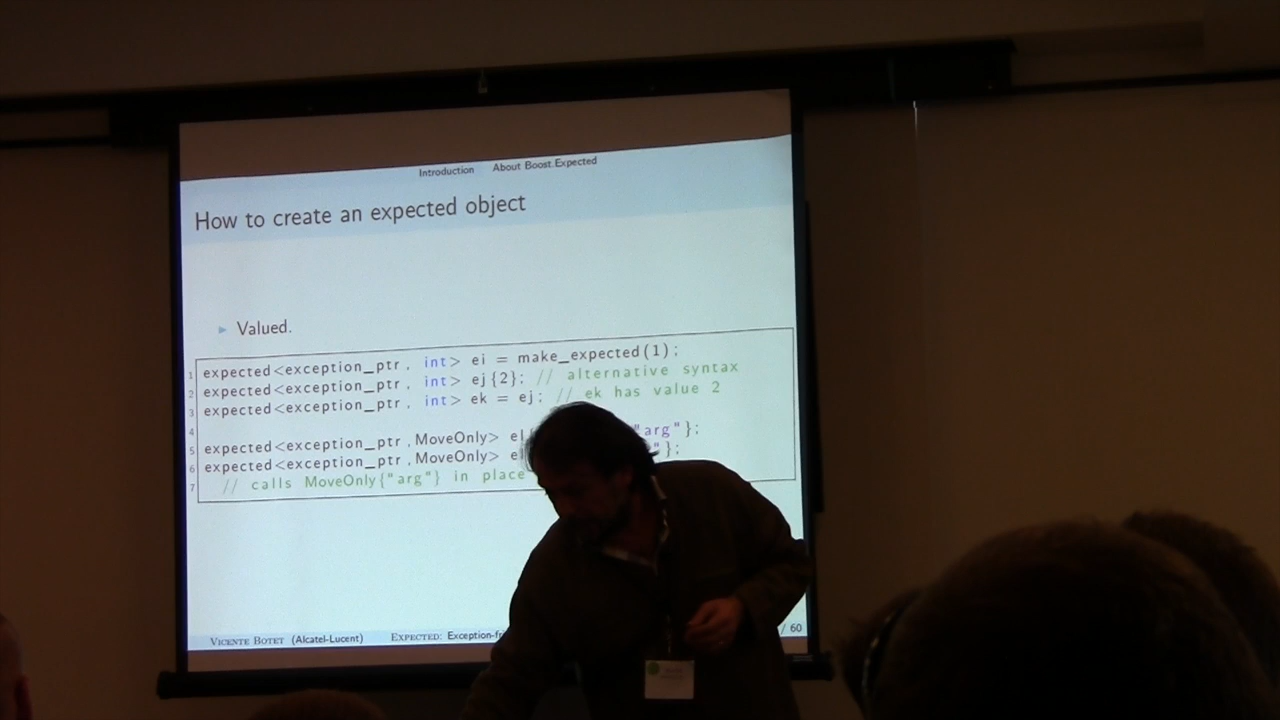 Introduction About Boost.Expected
How to create an expected object
Valued.
1 expected<exception_ptr, int> ei = make_expected(1);
2 expected<exception_ptr, int> ej{2}; // alternative syntax
3 expected<exception_ptr, int> ek = ej; // ek has value 2
4
5 expected<exception_ptr,MoveOnly> "arg"};
6 expected<exception_ptr,MoveOnly> "};
7 // calls MoveOnly{"arg"} in place
VICENTE BOTET (Alcatel-Lucent) EXPECTED: / 60